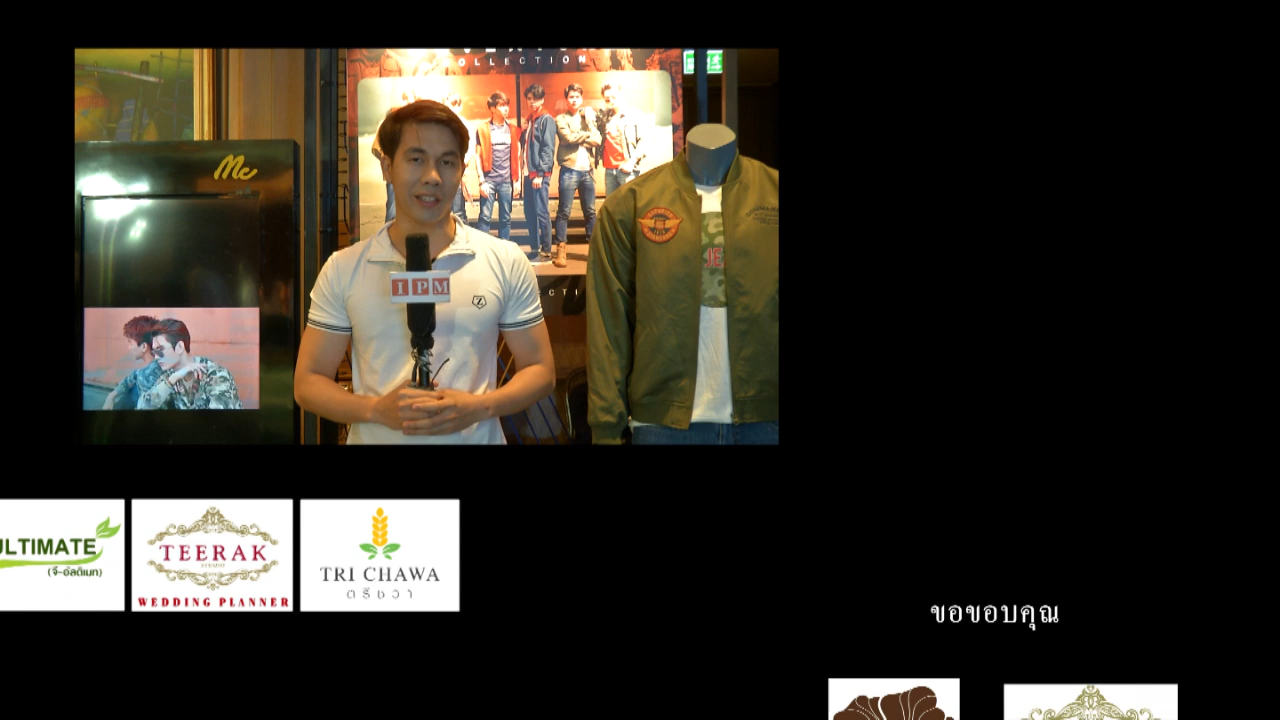 COLLECTION
Mc
JE
IPM
Z
ULTIMATE
(จี-อัลติเมท)
TEERAK
WEDDING PLANNER
TRI CHAWA
ตรีชวา
ขอขอบคุณ